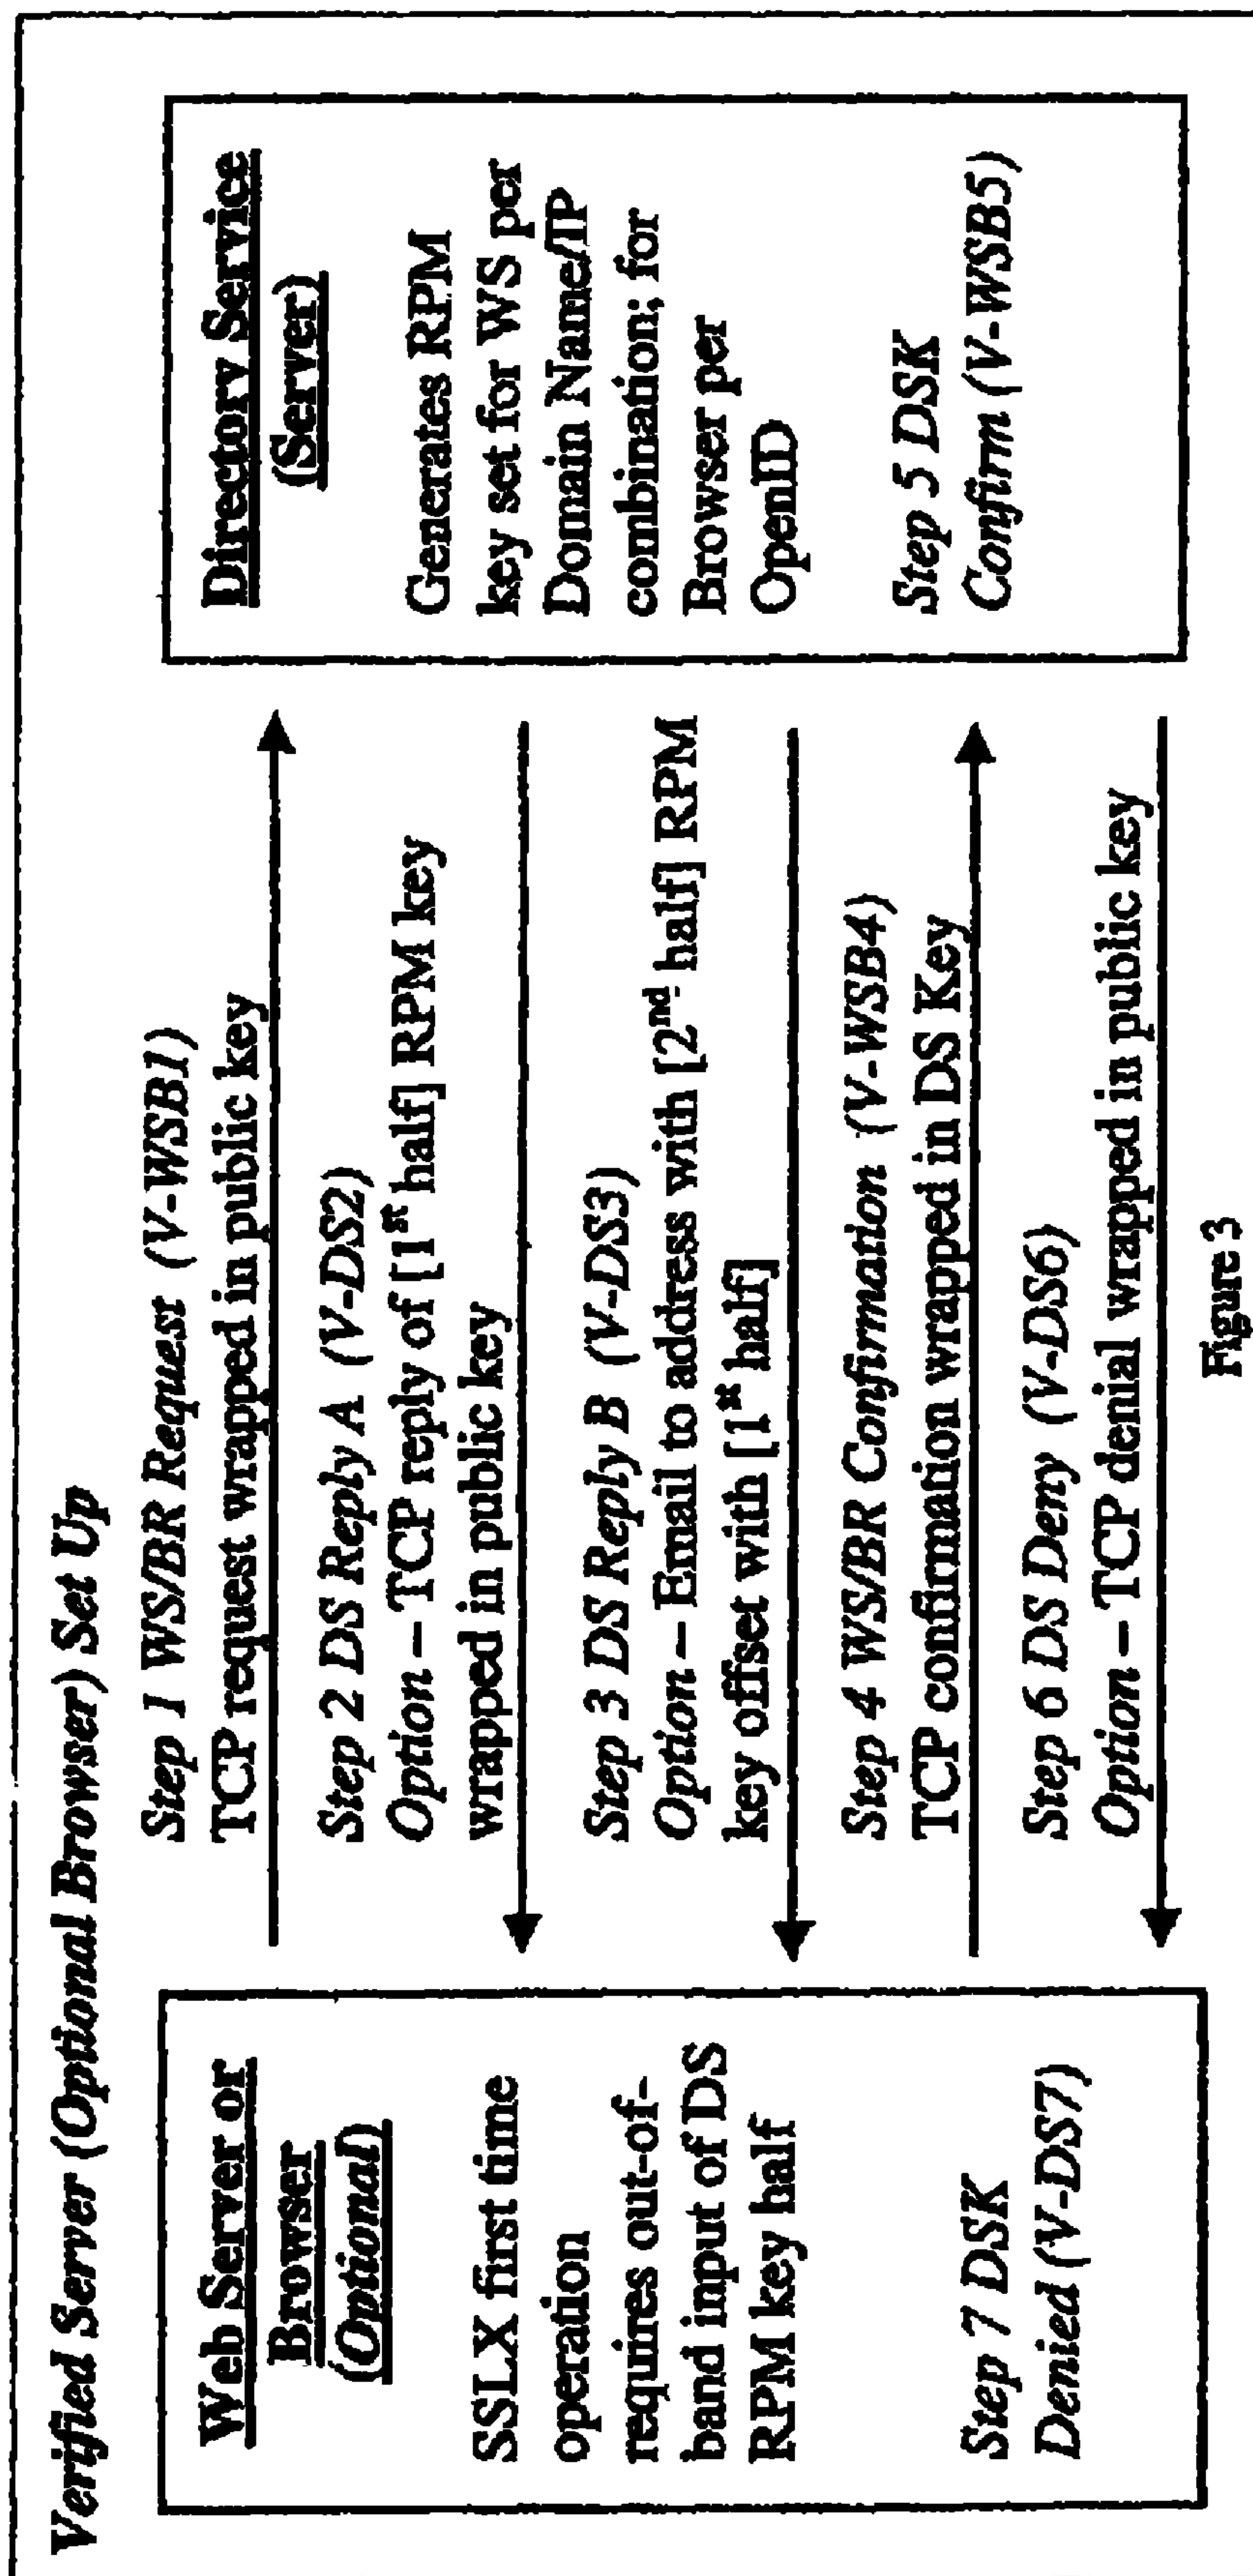 Verified Server (Optional Browser) Set Up
Web Server or
Browser
(Optional)
SSLX first time
operation
requires out-of-
band input of DS
RPM key half
Step 7 DSK
Denied (V-DS7)
Step 1 WS/BR Request (V-WSB1)
TCP request wrapped in public key
Step 2 DS Reply A (V-DS2)
Option – TCP reply of [1st half] RPM key
wrapped in public key
Step 3 DS Reply B (V-DS3)
Option – Email to address with [2nd half] RPM
key offset with [1st half]
Step 4 WS/BR Confirmation (V-WSB4)
TCP confirmation wrapped in DS Key
Step 6 DS Deny (V-DS6)
Option – TCP denial wrapped in public key
Directory Service
(Server)
Generates RPM
key set for WS per
Domain Name/IP
combination; for
Browser per
OpenID
Step 5 DSK
Confirm (V-WSB5)
Figure 3